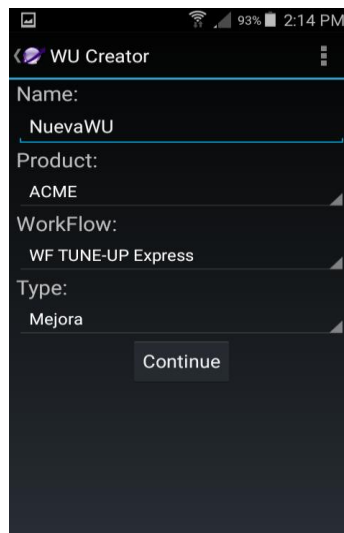 93% 2:14 PM
WU Creator
Name:
NuevaWU
Product:
ACME
WorkFlow:
WF TUNE-UP Express
Type:
Mejora
Continue